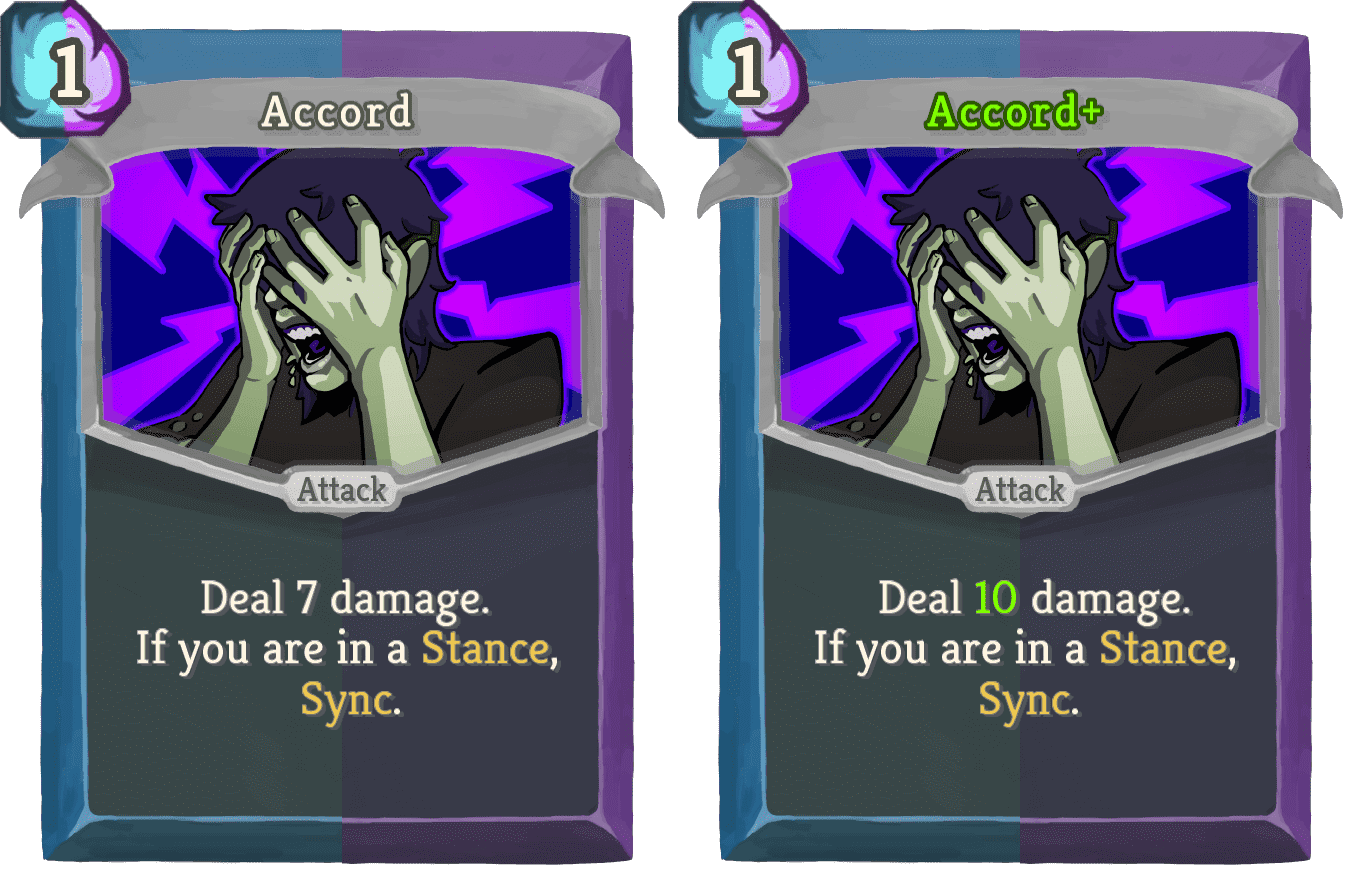 1
Accord
Attack
Deal 7 damage.
If you are in a Stance,
Sync.
1
Accord+
Attack
Deal 10 damage.
If you are in a Stance,
Sync.